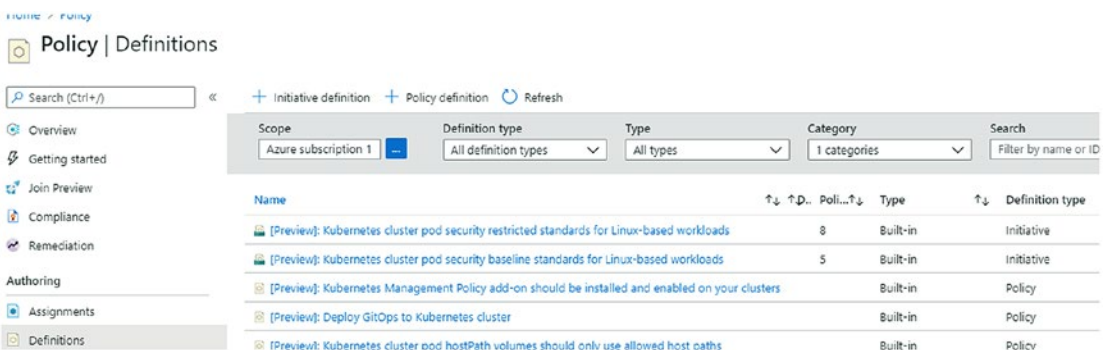 Home > Policy
Policy | Definitions
Search (Ctrl+/) «
+ Initiative definition + Policy definition Refresh
Overview
Getting started
Join Preview
Compliance
Remediation
Authoring
Assignments
Definitions
Scope Definition type Type Category Search
Azure subscription 1 ... All definition types All types 1 categories Filter by name or ID
Name ↑↓ ↑D.. Poli...↑↓ Type ↑↓ Definition type
[Preview]: Kubernetes cluster pod security restricted standards for Linux-based workloads 8 Built-in Initiative
[Preview]: Kubernetes cluster pod security baseline standards for Linux-based workloads 5 Built-in Initiative
[Preview]: Kubernetes Management Policy add-on should be installed and enabled on your clusters Built-in Policy
[Preview]: Deploy GitOps to Kubernetes cluster Built-in Policy
[Preview]: Kubernetes cluster pod hostPath volumes should only use allowed host paths Built-in Policy